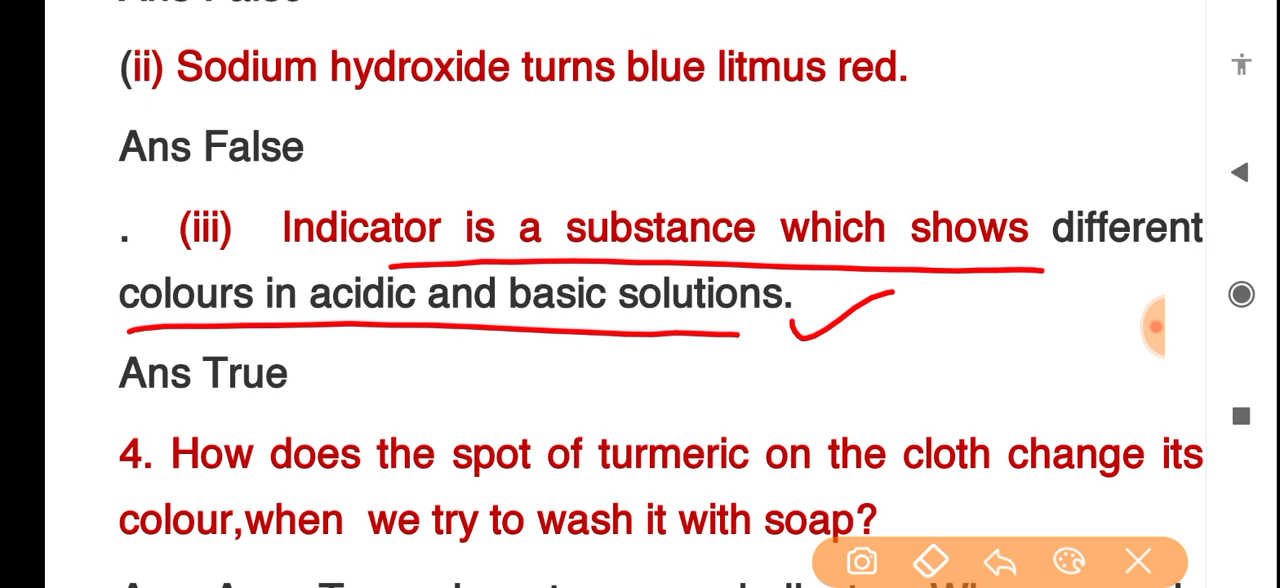 (ii) Sodium hydroxide turns blue litmus red.
Ans False
. (iii) Indicator is a substance which shows different
colours in acidic and basic solutions.
Ans True
4. How does the spot of turmeric on the cloth change its
colour,when we try to wash it with soap?